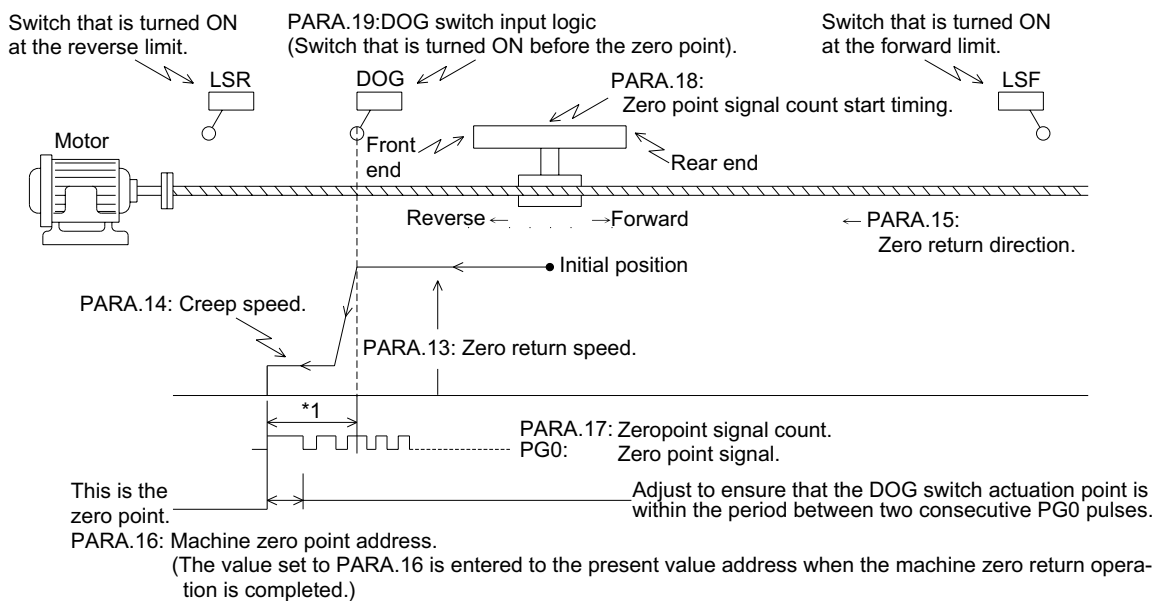 Switch that is turned ON
at the reverse limit.
PARA.19:DOG switch input logic
(Switch that is turned ON before the zero point).
Switch that is turned ON
at the forward limit.
LSR
DOG
PARA.18:
Zero point signal count start timing.
LSF
Motor
Front
end
Rear end
Reverse
Forward
PARA.15:
Zero return direction.
Initial position
PARA.14: Creep speed.
PARA.13: Zero return speed.
*1
PARA.17: Zeropoint signal count.
PG0: Zero point signal.
This is the
zero point.
Adjust to ensure that the DOG switch actuation point is
within the period between two consecutive PG0 pulses.
PARA.16: Machine zero point address.
(The value set to PARA.16 is entered to the present value address when the machine zero return opera-
tion is completed.)